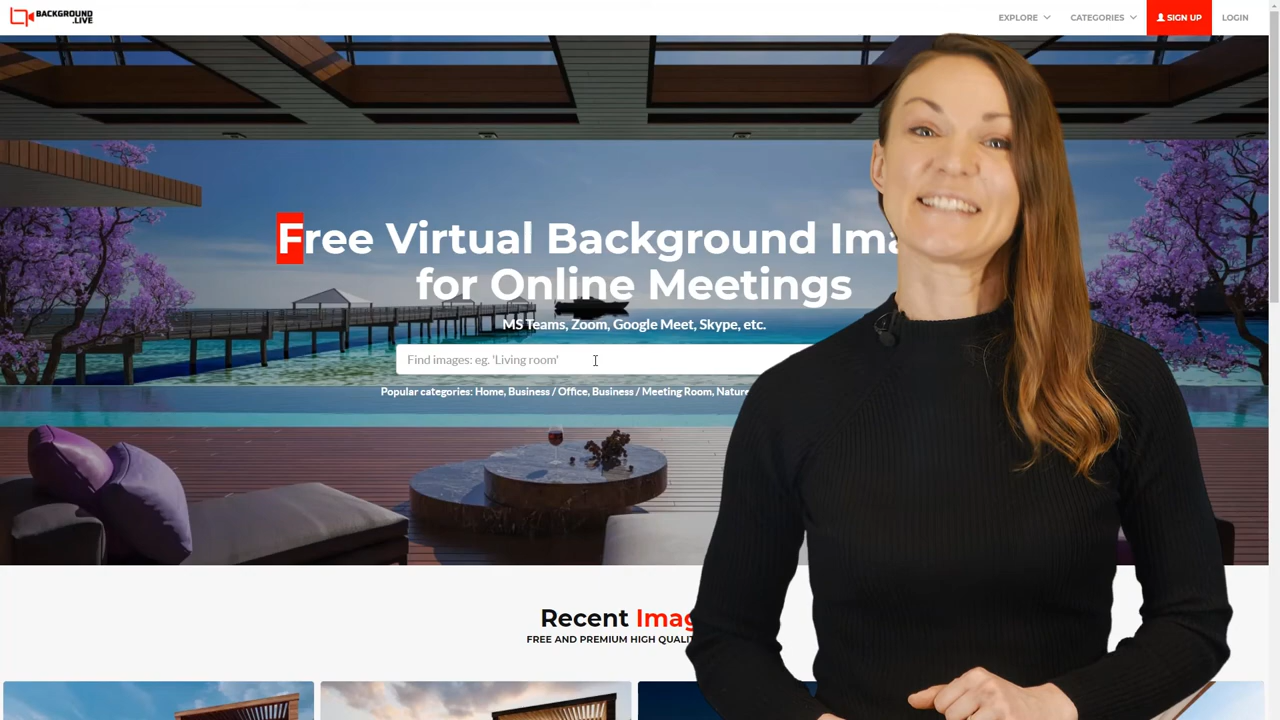 BACKGROUND
.LIVE
EXPLORE
CATEGORIES
SIGN UP
LOGIN
Free Virtual Background Ima
for Online Meetings
MS Teams, Zoom, Google Meet, Skype, etc.
Find images: eg. 'Living room'
Popular categories: Home, Business / Office, Business / Meeting Room, Nature
Recent Imag
FREE AND PREMIUM HIGH QUALIT